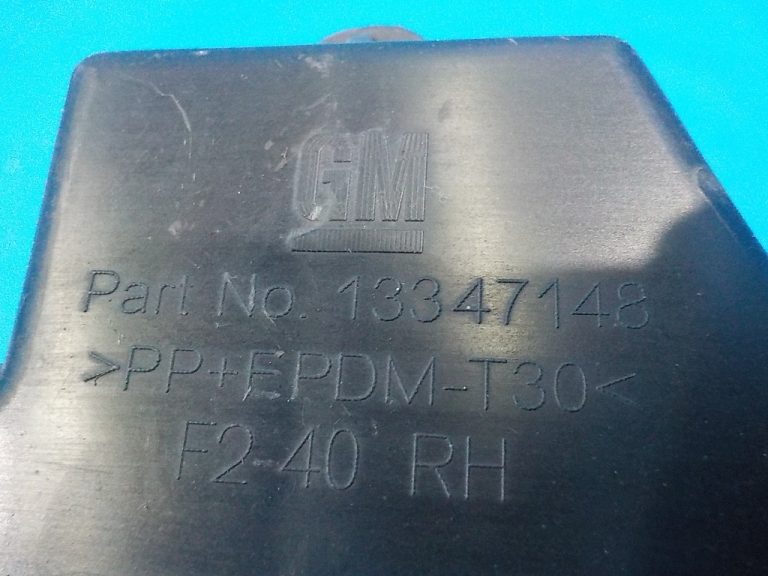 GM
Part No. 13347148
>PP+EPDM-T30<
F2-40 RH